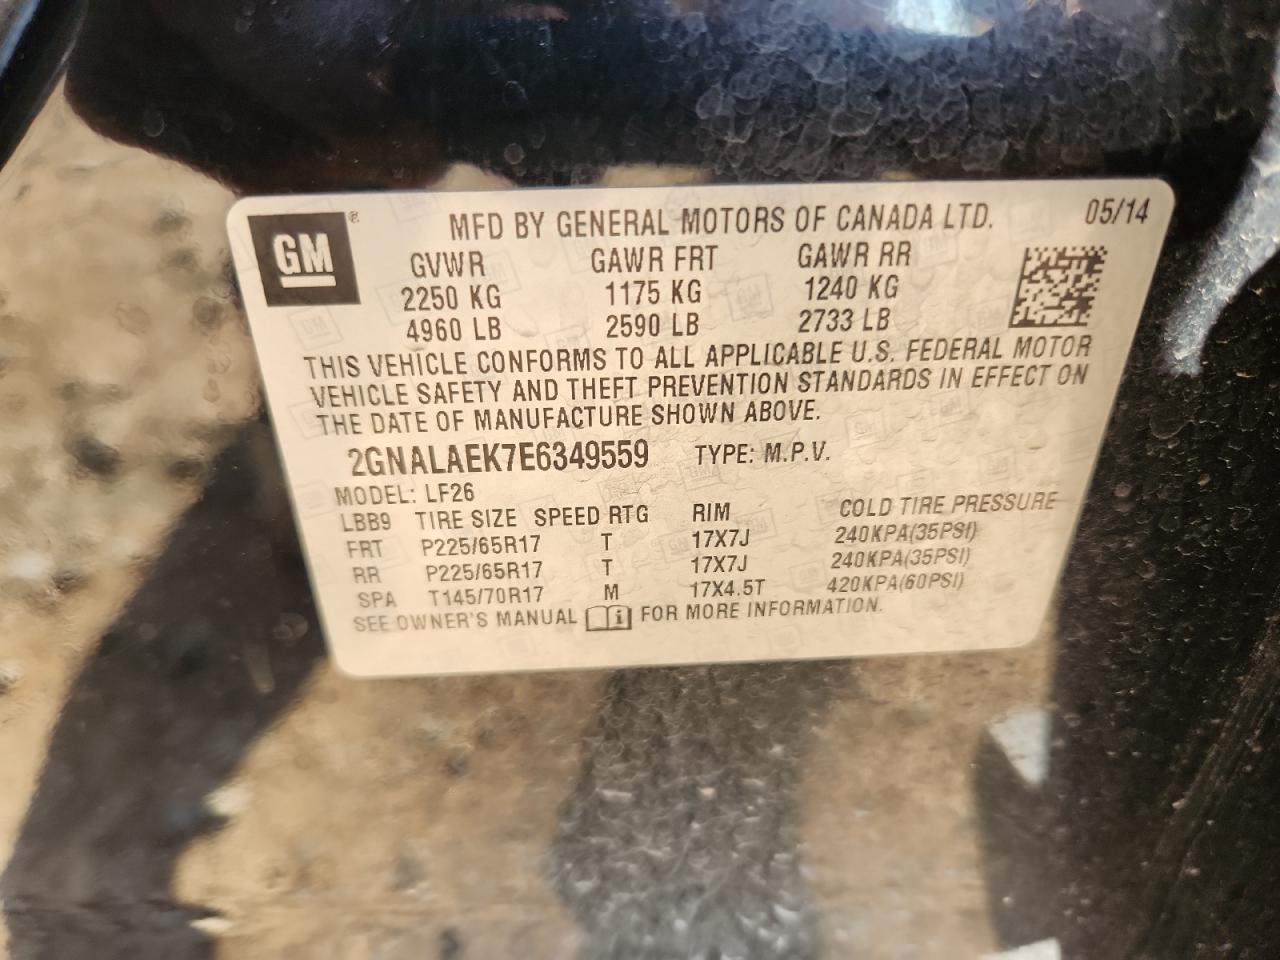 GM ®
MFD BY GENERAL MOTORS OF CANADA LTD. 05/14
GVWR GAWR FRT GAWR RR
2250 KG 1175 KG 1240 KG
4960 LB 2590 LB 2733 LB
THIS VEHICLE CONFORMS TO ALL APPLICABLE U.S. FEDERAL MOTOR
VEHICLE SAFETY AND THEFT PREVENTION STANDARDS IN EFFECT ON
THE DATE OF MANUFACTURE SHOWN ABOVE.
2GNALAEK7E6349559 TYPE: M.P.V.
MODEL: LF26
LBB9 TIRE SIZE SPEED RTG RIM COLD TIRE PRESSURE
FRT P225/65R17 T 17X7J 240KPA(35PSI)
RR P225/65R17 T 17X7J 240KPA(35PSI)
SPA T145/70R17 M 17X4.5T 420KPA(60PSI)
SEE OWNER'S MANUAL i FOR MORE INFORMATION.